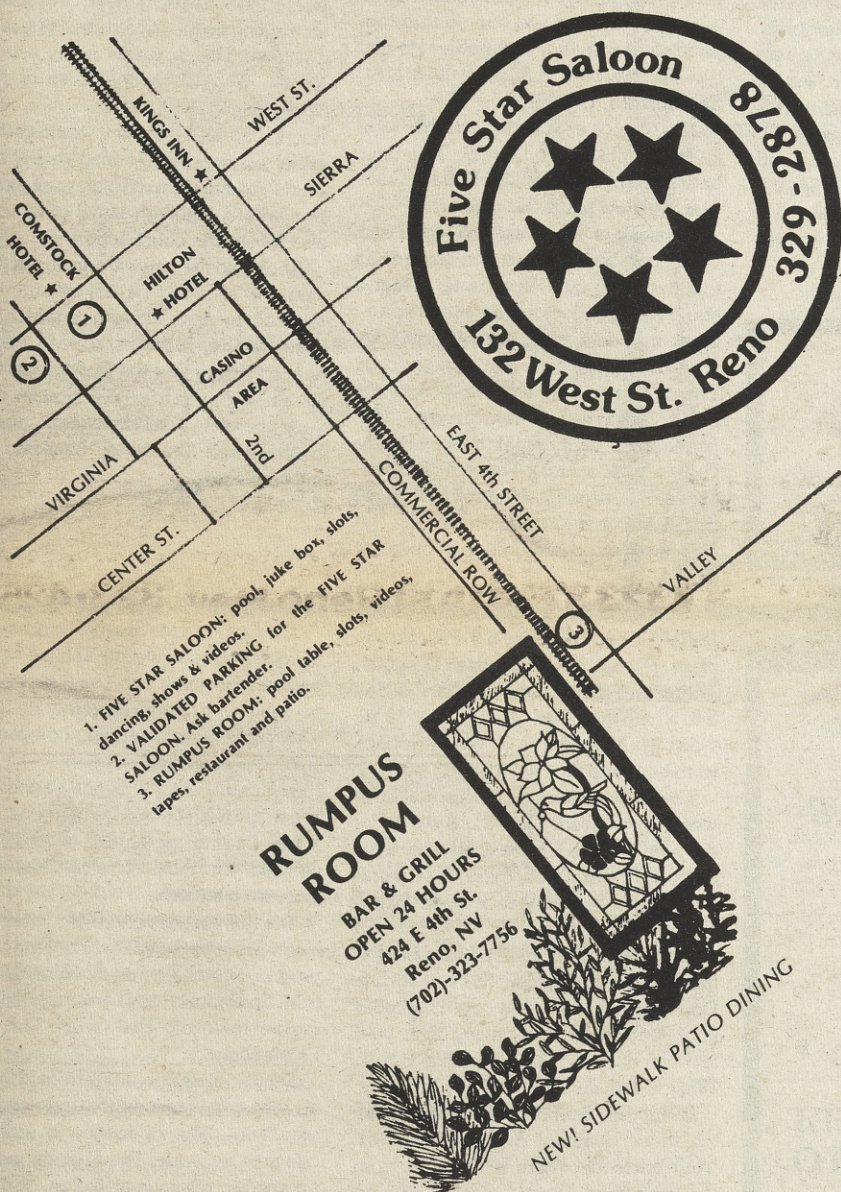 Five Star Saloon
329-2878
132 West St. Reno
KINGS INN
WEST ST.
SIERRA
COMSTOCK
HOTEL
HILTON
HOTEL
1
2
CASINO
AREA
2nd
VIRGINIA
CENTER ST.
EAST 4th STREET
COMMERCIAL ROW
VALLEY
3
1. FIVE STAR SALOON: pool, juke box, slots,
dancing, shows & videos.
2. VALIDATED PARKING for the FIVE STAR
SALOON. Ask bartender.
3. RUMPUS ROOM: pool table, slots, videos,
tapes, restaurant and patio.
RUMPUS
ROOM
BAR & GRILL
OPEN 24 HOURS
424 E 4th St.
Reno, NV
(702)-323-7756
NEW! SIDEWALK PATIO DINING